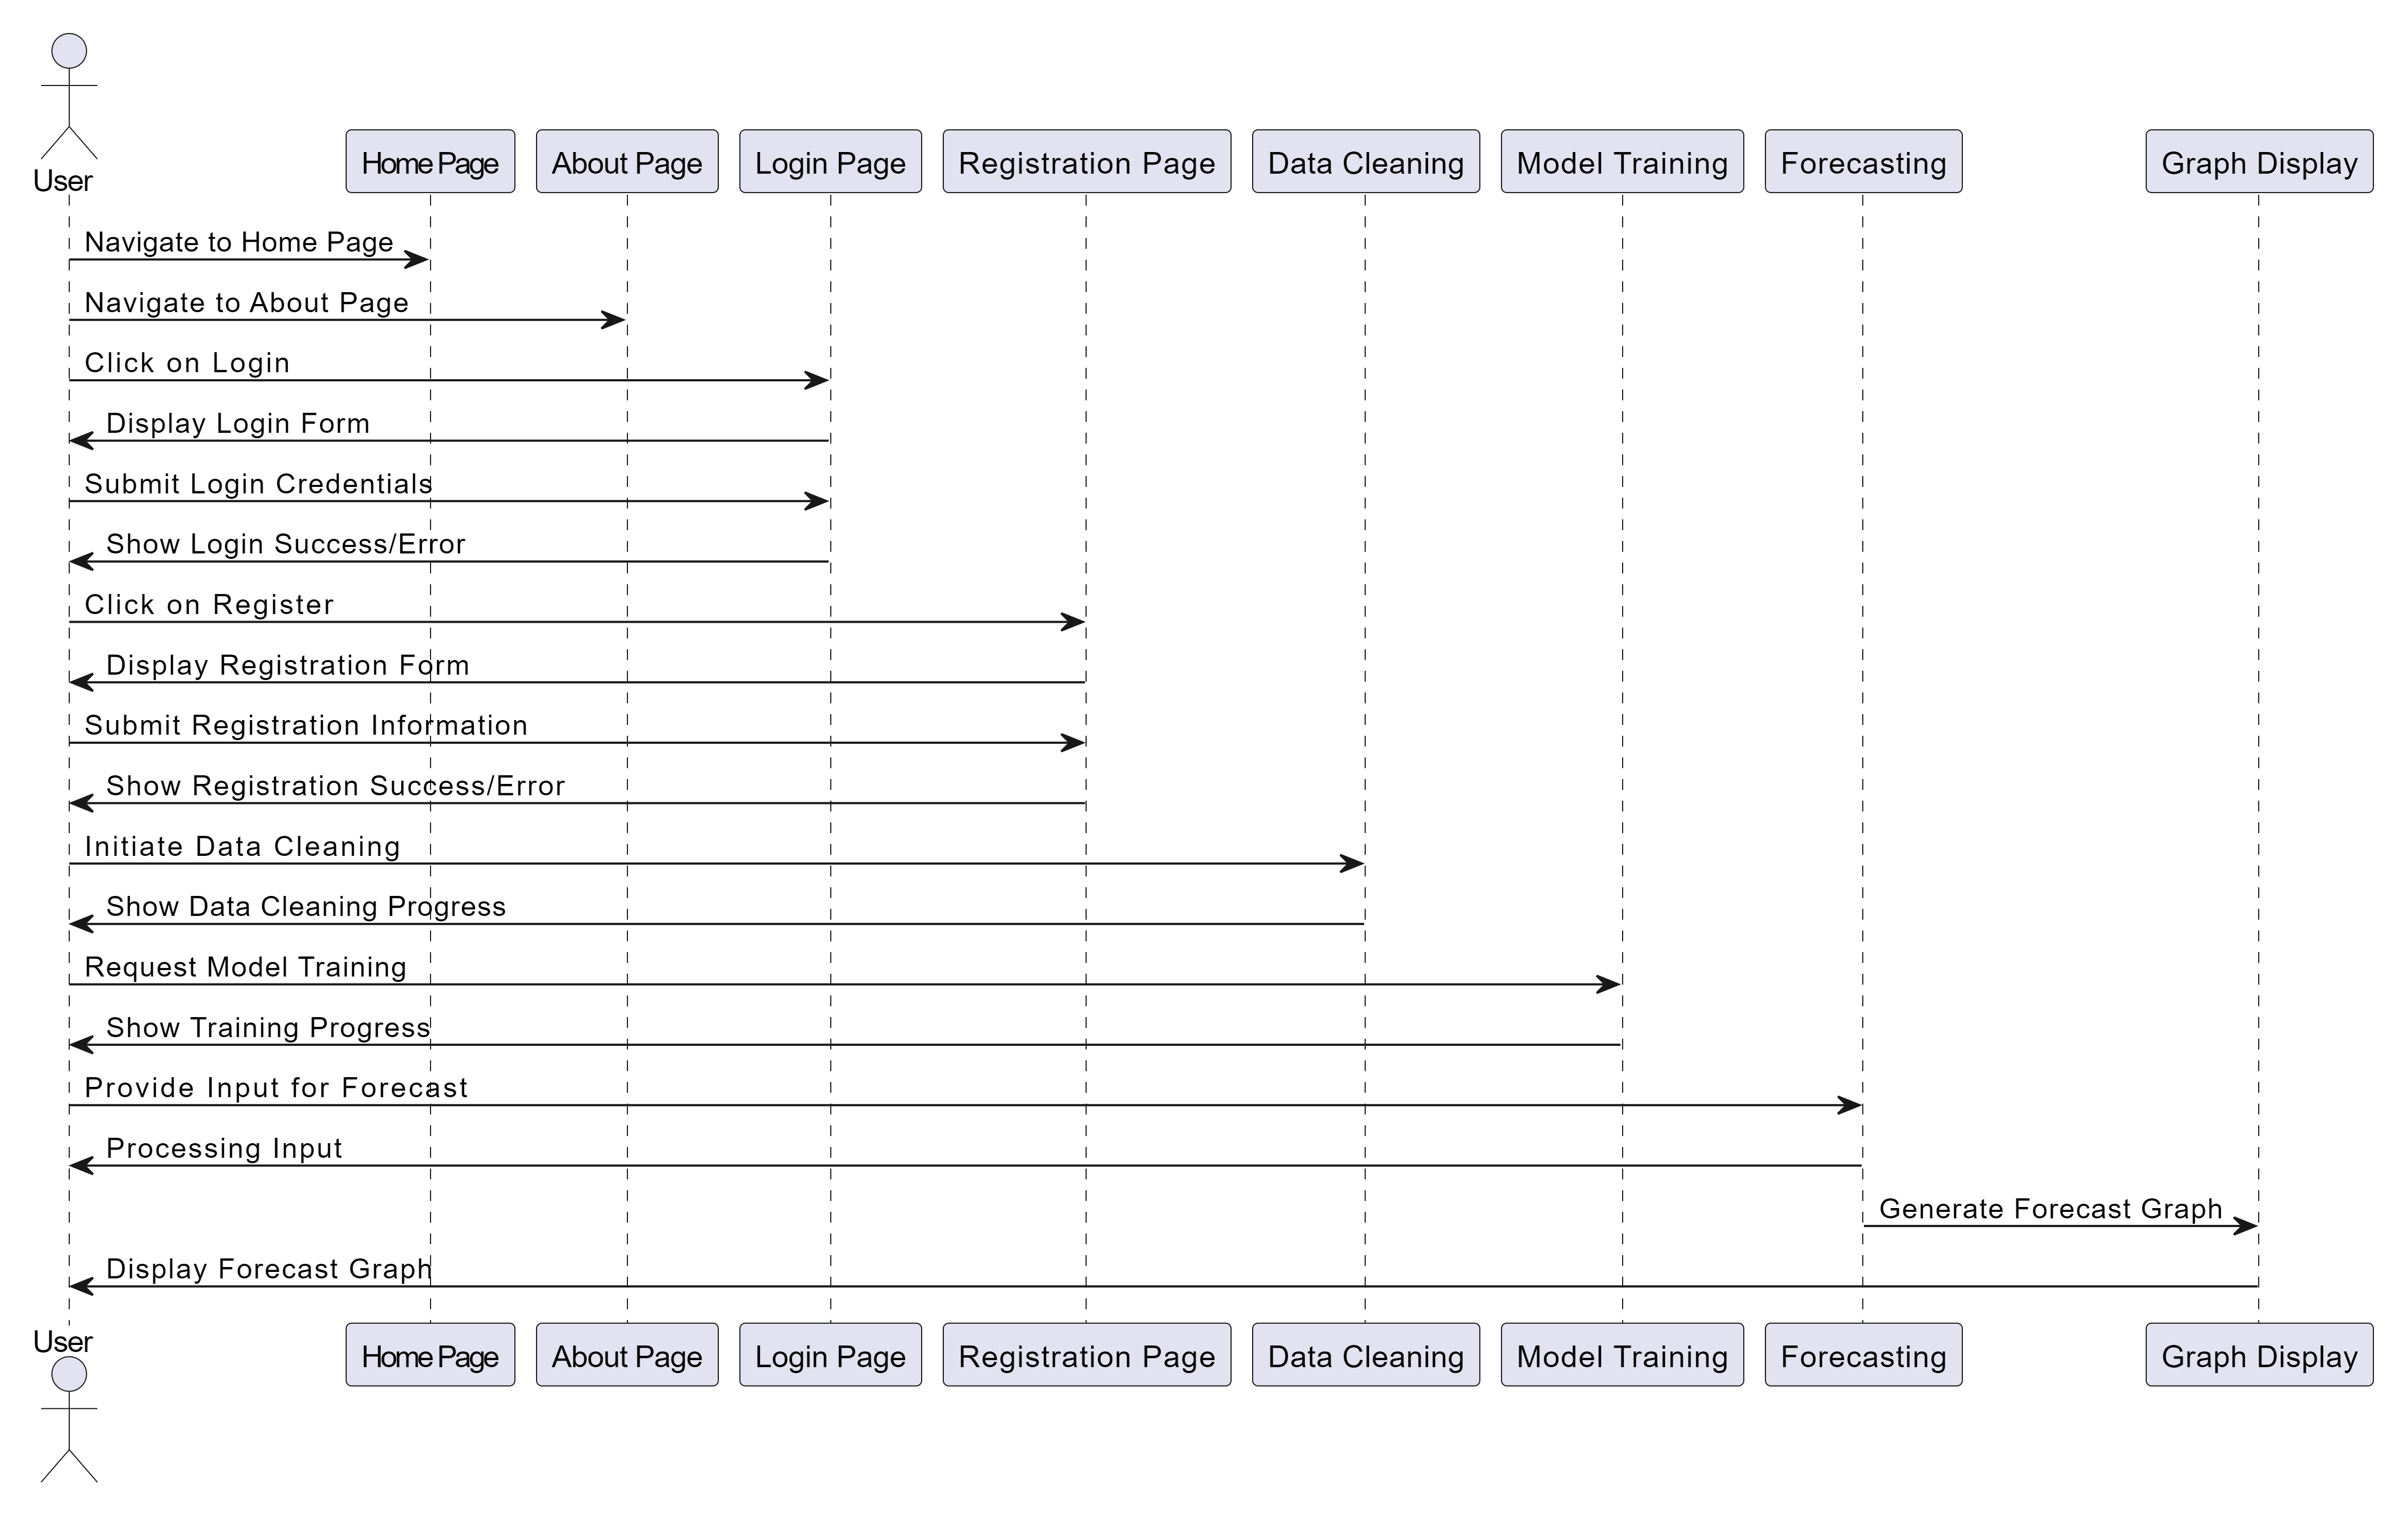 User
Home Page
About Page
Login Page
Registration Page
Data Cleaning
Model Training
Forecasting
Graph Display
Navigate to Home Page
Navigate to About Page
Click on Login
Display Login Form
Submit Login Credentials
Show Login Success/Error
Click on Register
Display Registration Form
Submit Registration Information
Show Registration Success/Error
Initiate Data Cleaning
Show Data Cleaning Progress
Request Model Training
Show Training Progress
Provide Input for Forecast
Processing Input
Generate Forecast Graph
Display Forecast Graph
User
Home Page
About Page
Login Page
Registration Page
Data Cleaning
Model Training
Forecasting
Graph Display